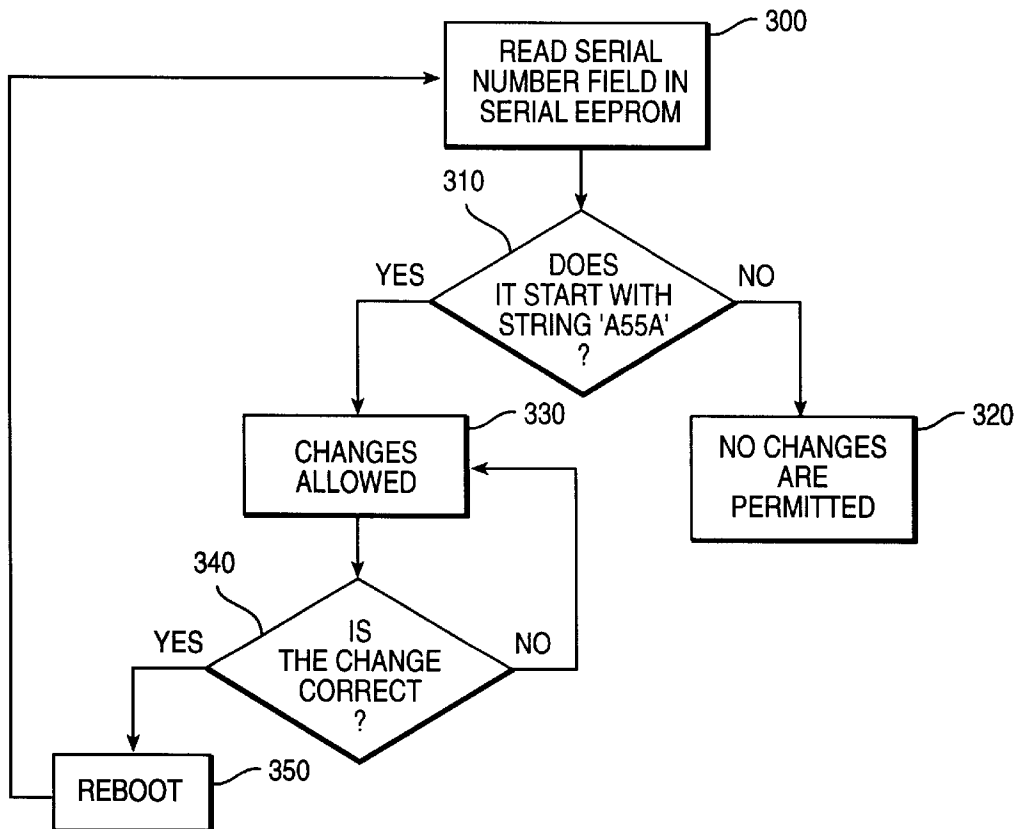 300
READ SERIAL
NUMBER FIELD IN
SERIAL EEPROM
310
YES
DOES
IT START WITH
STRING 'A55A'
?
NO
330
CHANGES
ALLOWED
320
NO CHANGES
ARE
PERMITTED
340
YES
IS
THE CHANGE
CORRECT
?
NO
350
REBOOT